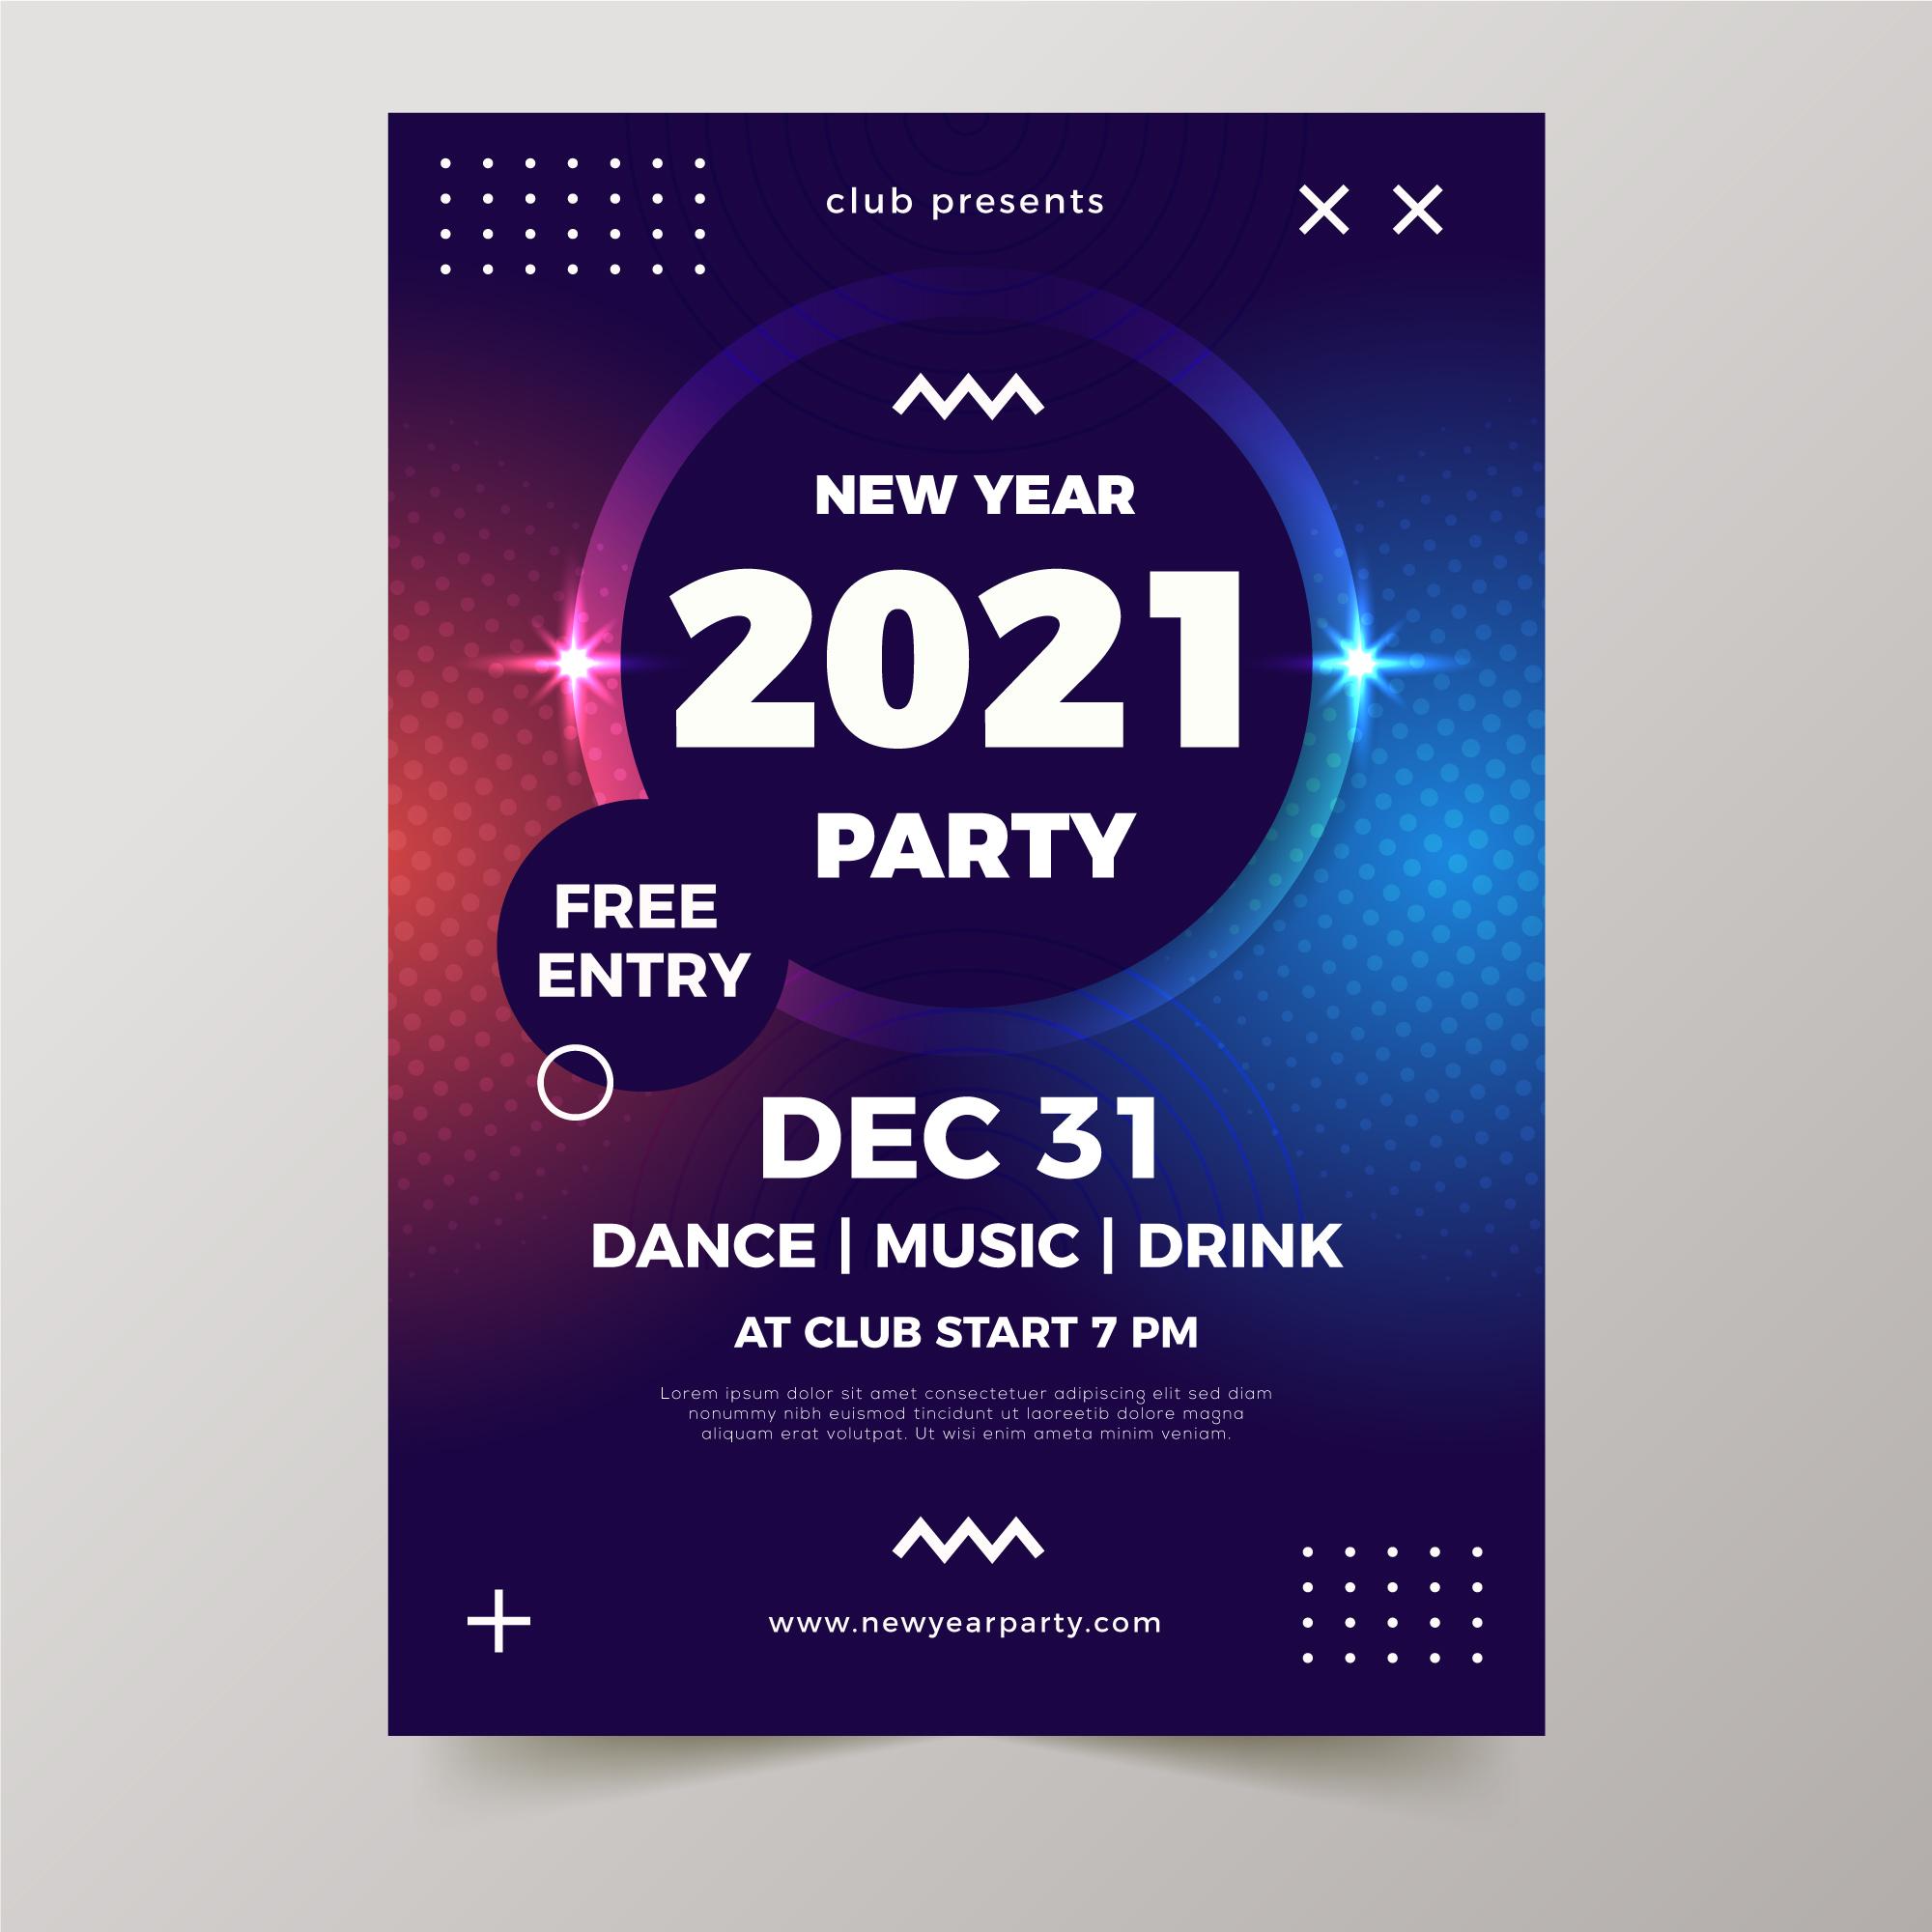 club presents
NEW YEAR
2021
PARTY
FREE
ENTRY
DEC 31
DANCE | MUSIC | DRINK
AT CLUB START 7 PM
Lorem ipsum dolor sit amet consectetuer adipiscing elit sed diam
nonummy nibh euismod tincidunt ut laoreetib dolore magna
aliquam erat volutpat. Ut wisi enim ameta minim veniam.
www.newyearparty.com